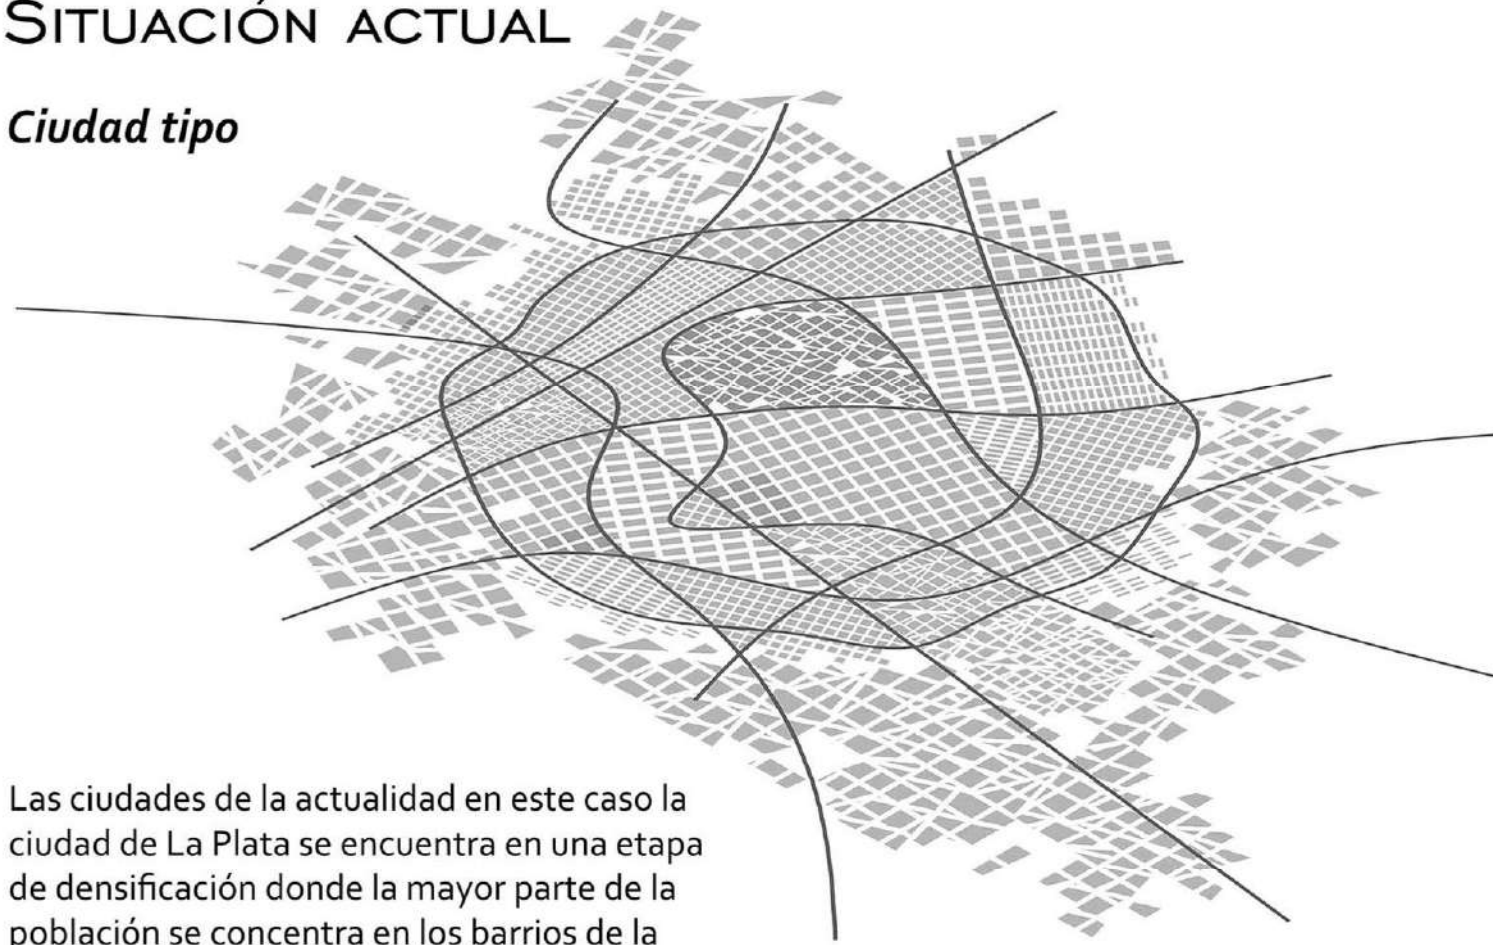 SITUACIÓN ACTUAL
Ciudad tipo
Las ciudades de la actualidad en este caso la
ciudad de La Plata se encuentra en una etapa
de densificación donde la mayor parte de la
población se concentra en los barrios de la